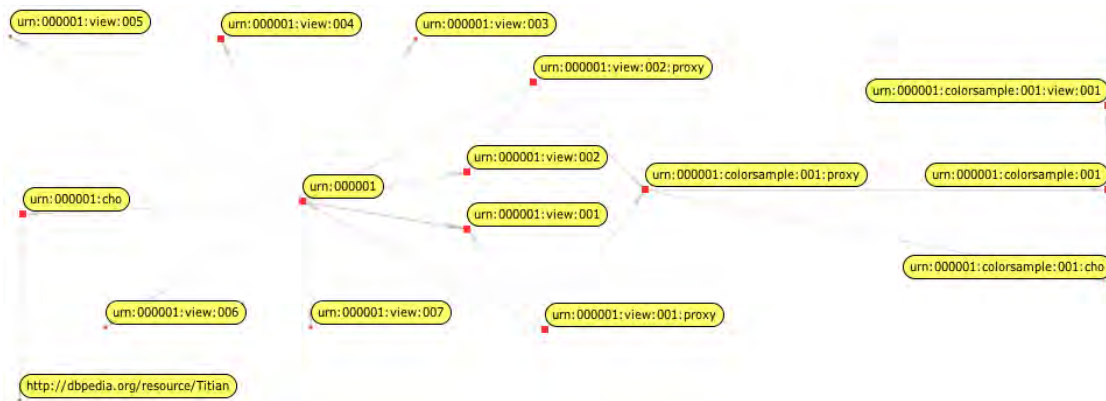 urn:000001:view:005
urn:000001:view:004
urn:000001:view:003
urn:000001:view:002:proxy
urn:000001:colorsample:001:view:001
urn:000001:view:002
urn:000001:colorsample:001:proxy
urn:000001:colorsample:001
urn:000001
urn:000001:cho
urn:000001:view:001
urn:000001:colorsample:001:cho
urn:000001:view:006
urn:000001:view:007
urn:000001:view:001:proxy
http://dbpedia.org/resource/Titian